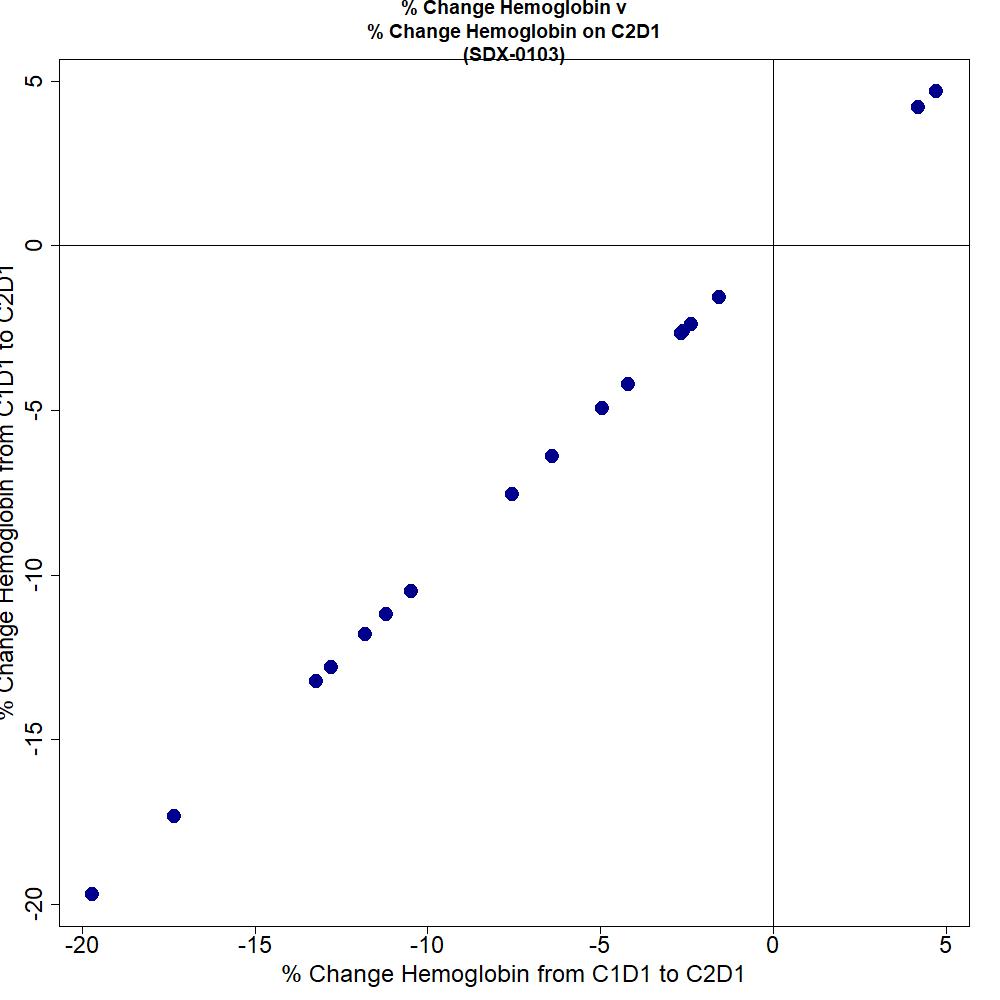 % Change Hemoglobin v
% Change Hemoglobin on C2D1
(SDX-0103)
5
0
-5
-10
-15
-20
% Change Hemoglobin from C1D1 to C2D1
-20 -15 -10 -5 0 5
% Change Hemoglobin from C1D1 to C2D1